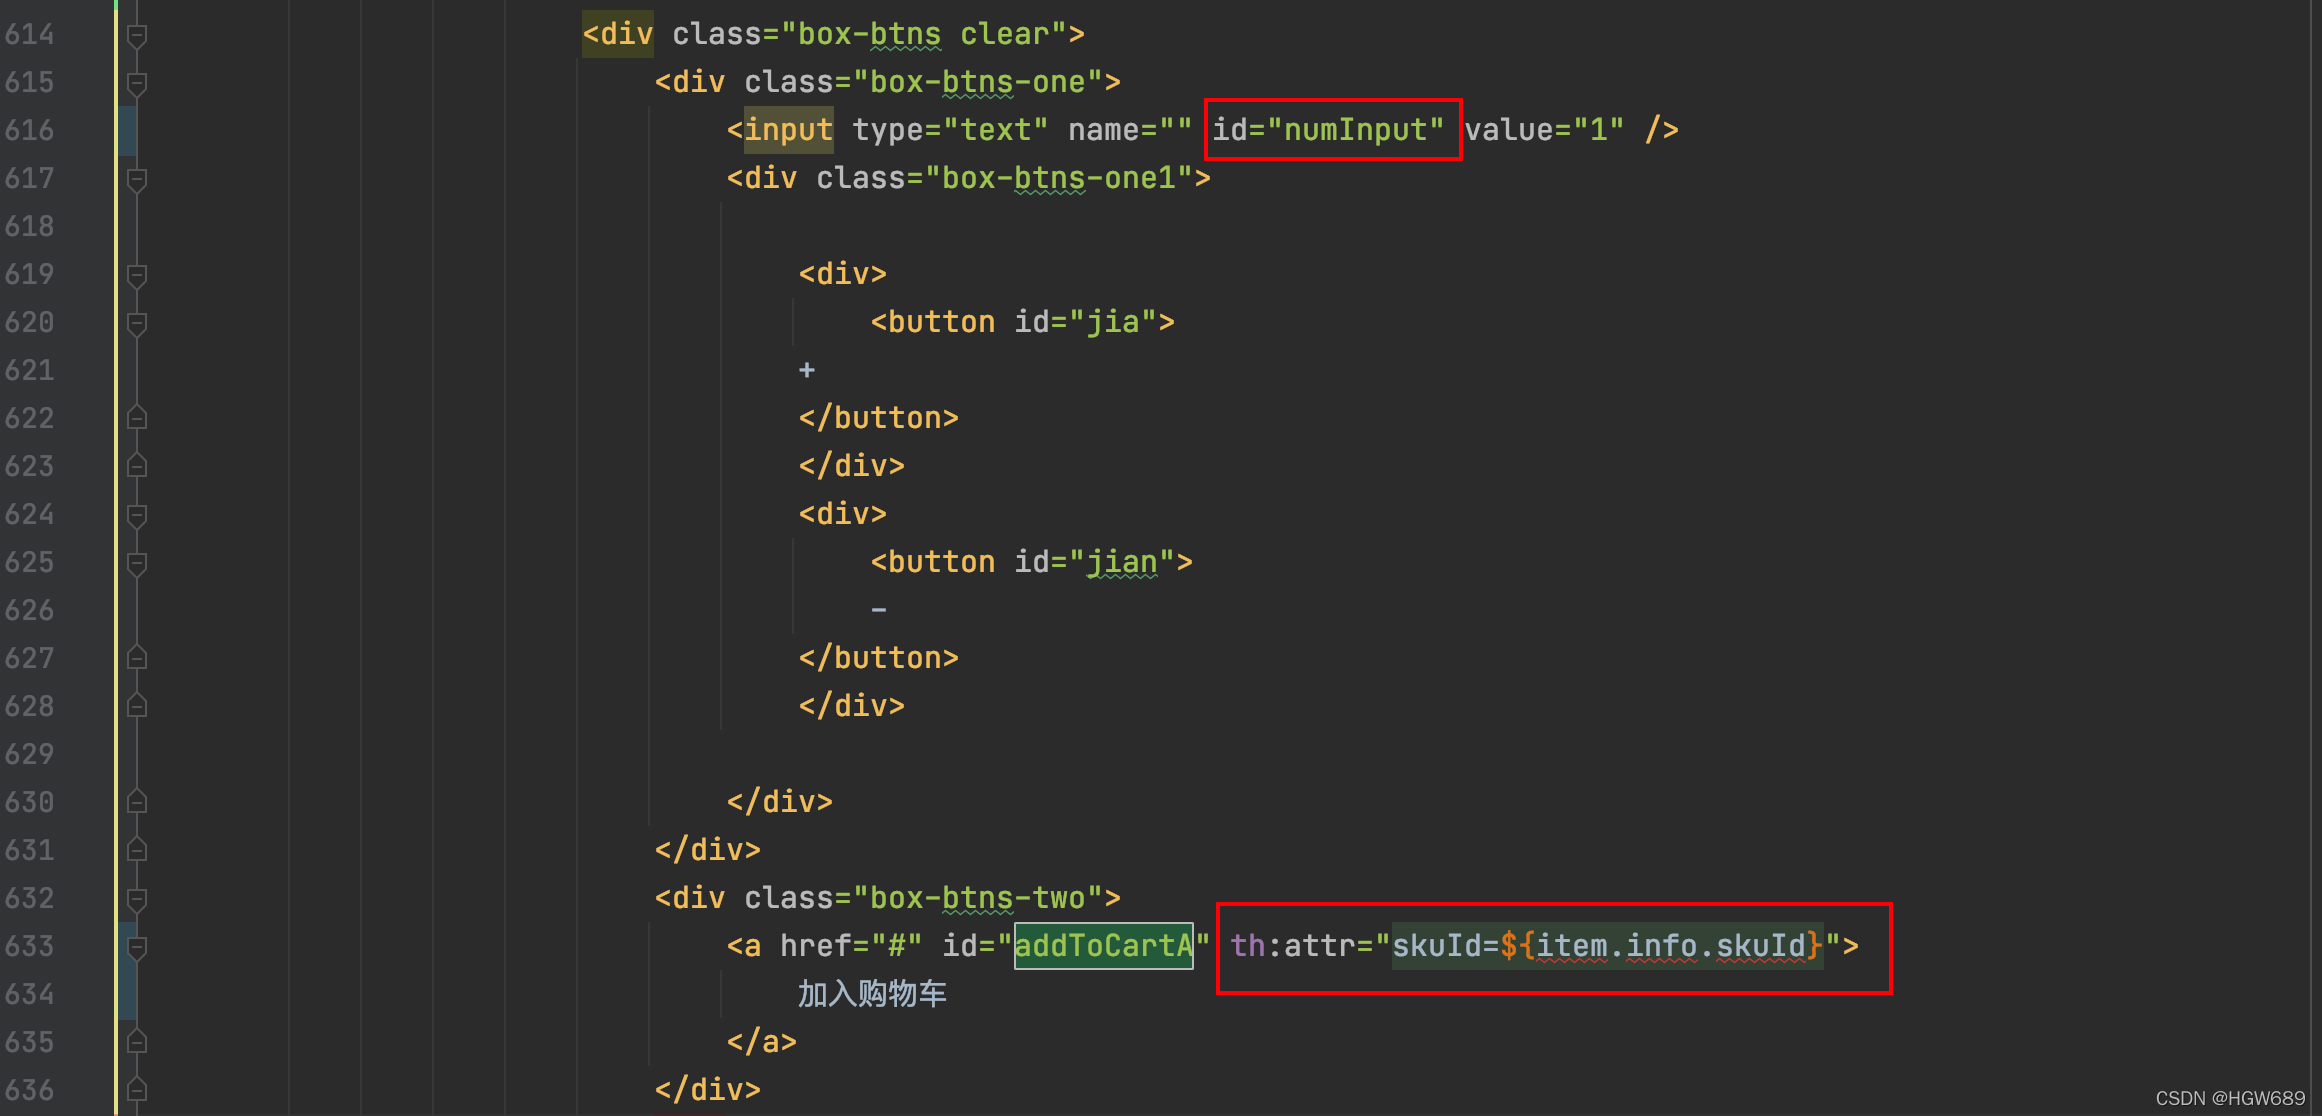 614 <div class="box-btns clear">
615 <div class="box-btns-one">
616 <input type="text" name="" id="numInput" value="1" />
617 <div class="box-btns-one1">
618
619 <div>
620 <button id="jia">
621 +
622 </button>
623 </div>
624 <div>
625 <button id="jian">
626 -
627 </button>
628 </div>
629
630 </div>
631 </div>
632 <div class="box-btns-two">
633 <a href="#" id="addToCartA" th:attr="skuId=${item.info.skuId}">
634 加入购物车
635 </a>
636 </div>
CSDN @HGW689